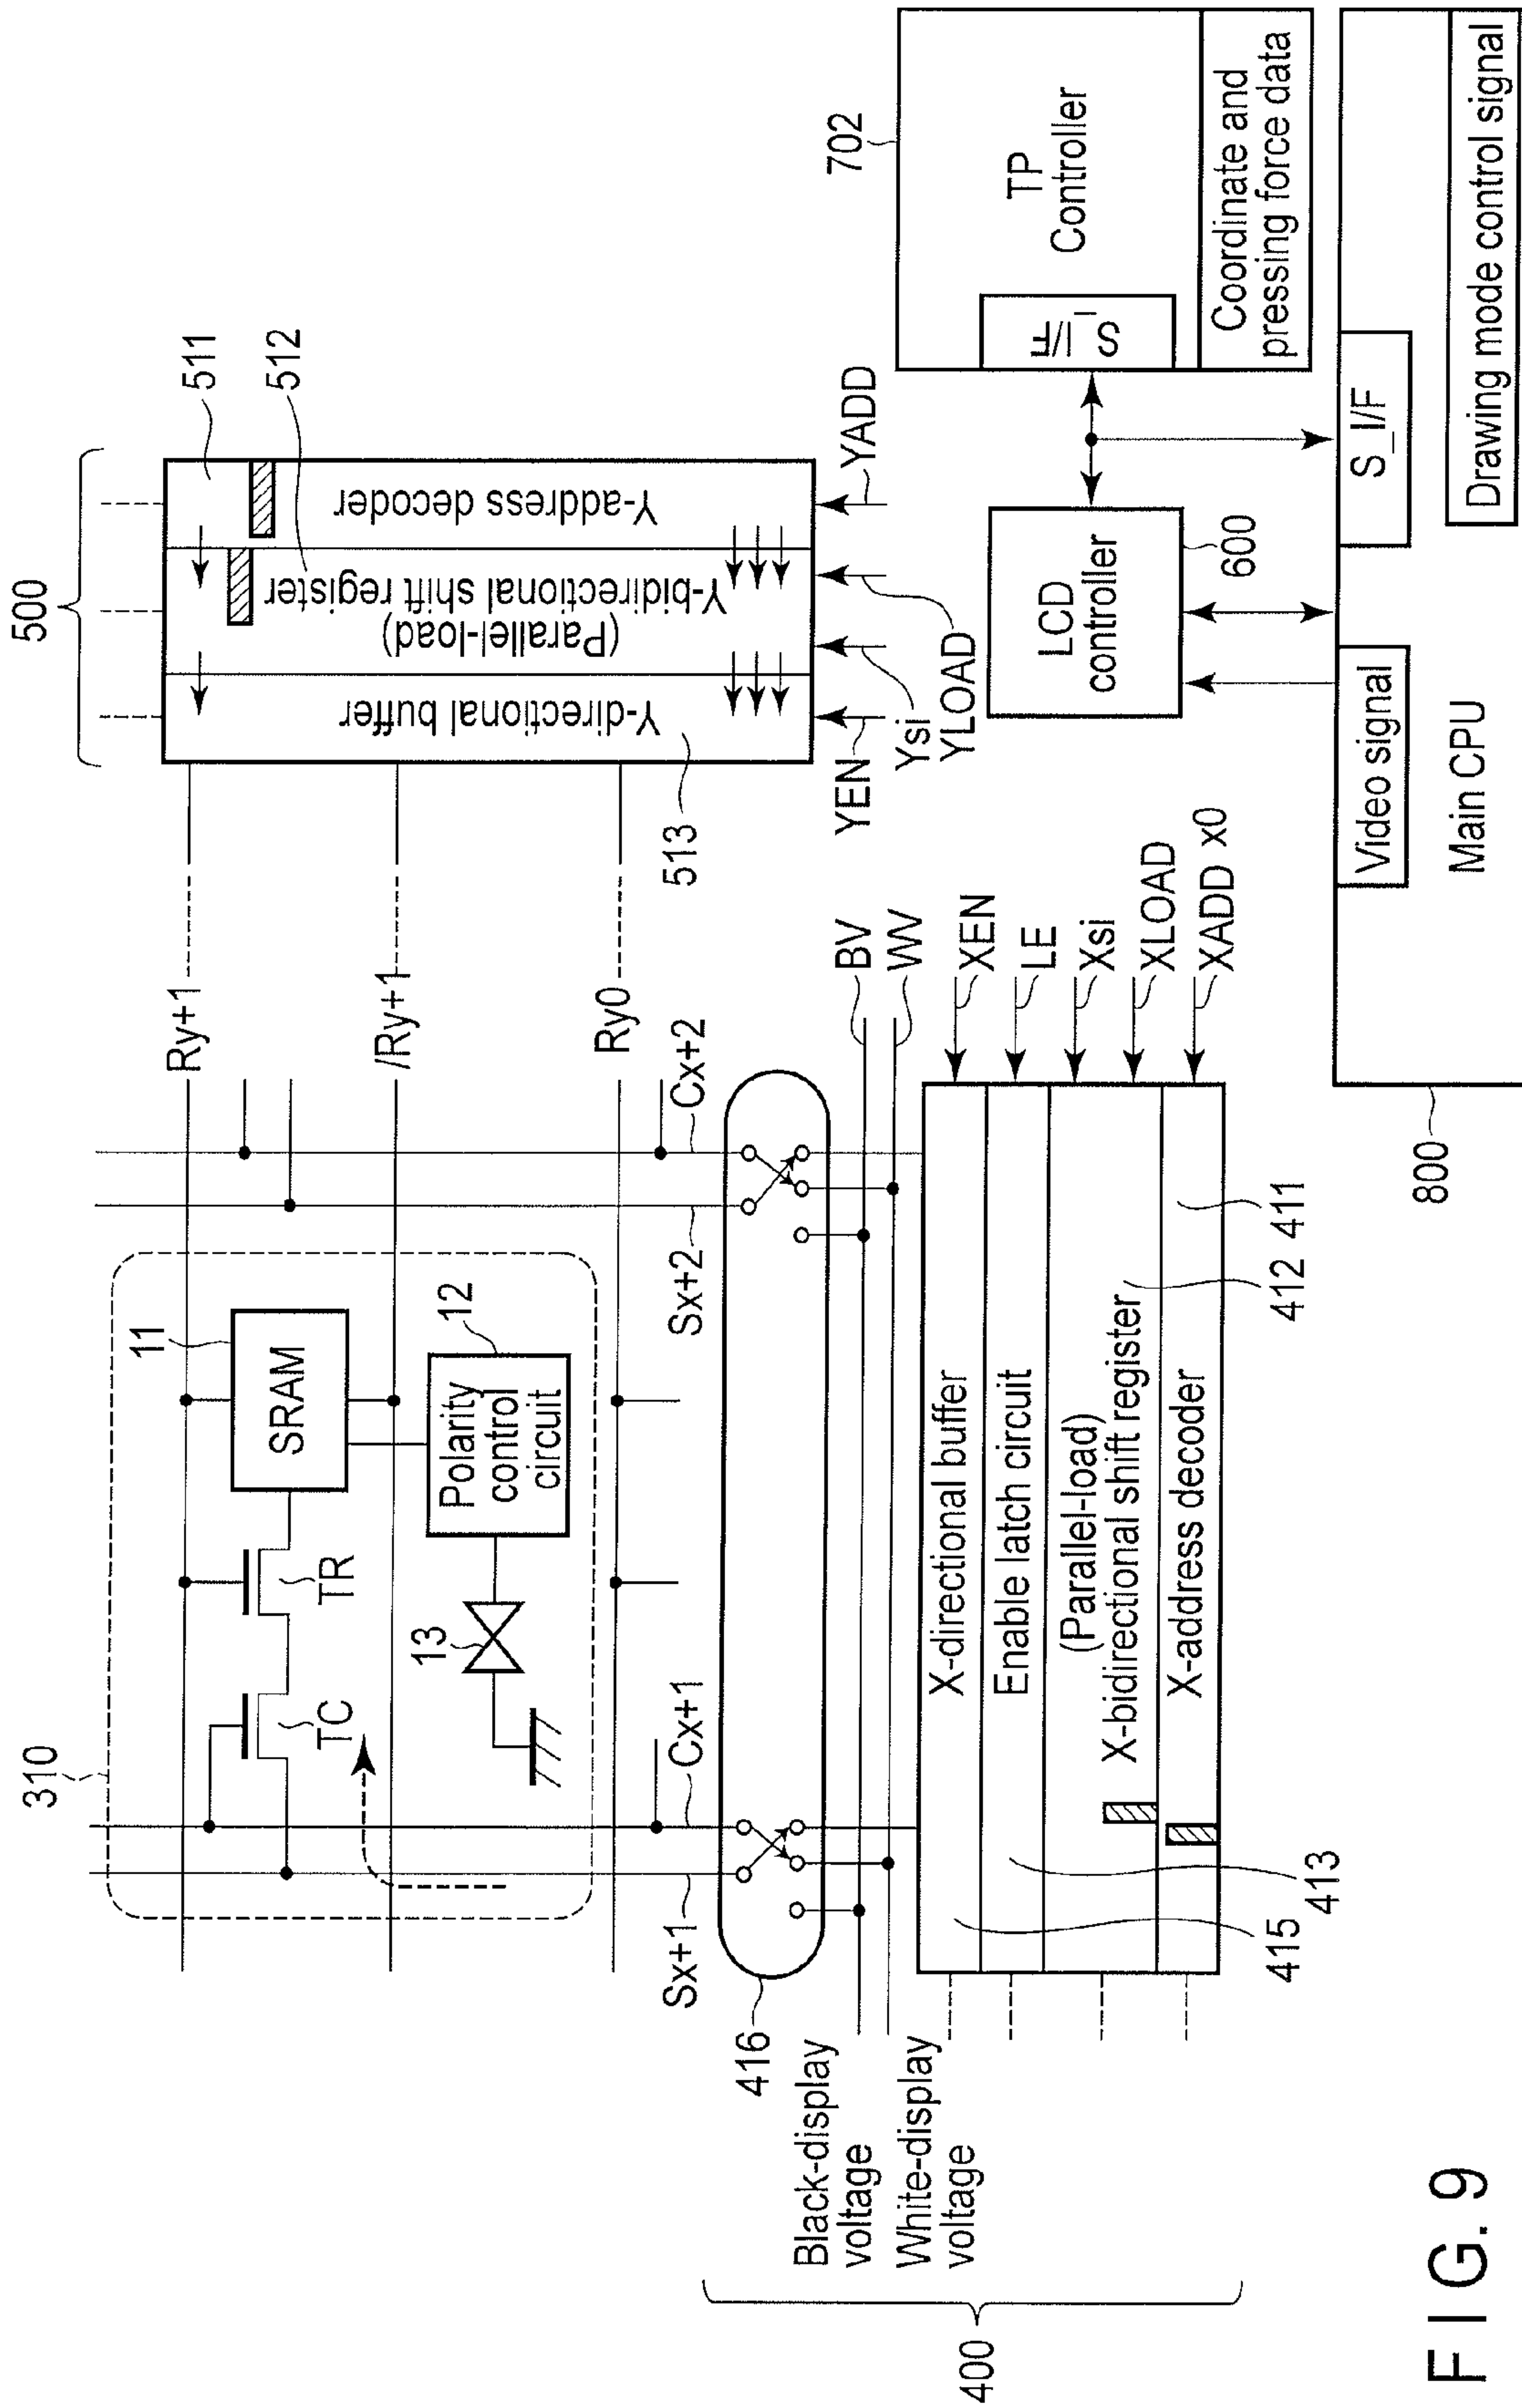 310
11
SRAM
TR
TC
12
Polarity
control
circuit
13
Ry+1
/Ry+1
Ry0
Sx+1
Cx+1
Sx+2
Cx+2
500
511
512
513
Y-address decoder
Y-bidirectional shift register
(Parallel-load)
Y-directional buffer
YEN
Ysi
YLOAD
YADD
416
BV
WV
Black-display
voltage
White-display
voltage
400
X-directional buffer
Enable latch circuit
(Parallel-load)
X-bidirectional shift register
X-address decoder
XEN
LE
Xsi
XLOAD
XADD x0
415
413
412
411
702
TP
Controller
S_I/F
Coordinate and
pressing force data
LCD
controller
600
Video signal
S_I/F
Main CPU
Drawing mode control signal
800
FIG. 9